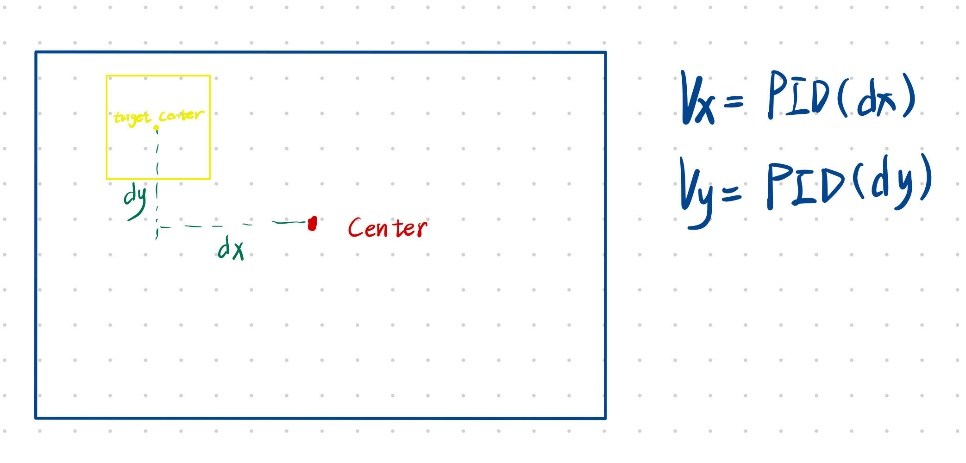 target center
dy
dx
Center
Vx = PID(dx)
Vy = PID(dy)